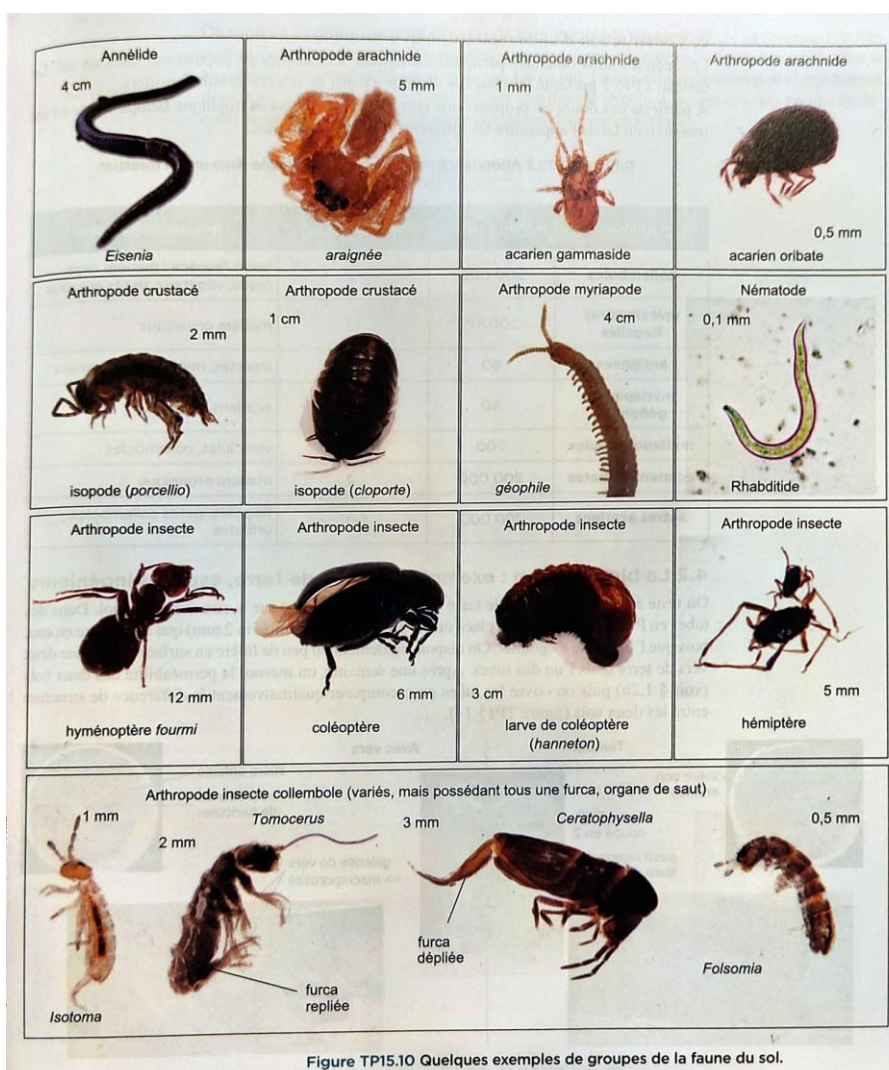 Annélide
4 cm
Eisenia
Arthropode arachnide
5 mm
araignée
Arthropode arachnide
1 mm
acarien gammaside
Arthropode arachnide
0,5 mm
acarien oribate
Arthropode crustacé
2 mm
isopode (porcellio)
Arthropode crustacé
1 cm
isopode (cloporte)
Arthropode myriapode
4 cm
géophile
Nématode
0,1 mm
Rhabditide
Arthropode insecte
12 mm
hyménoptère fourmi
Arthropode insecte
6 mm
coléoptère
Arthropode insecte
3 cm
larve de coléoptère
(hanneton)
Arthropode insecte
5 mm
hémiptère
Arthropode insecte collembole (variés, mais possédant tous une furca, organe de saut)
1 mm
Isotoma
2 mm
Tomocerus
furca
repliée
3 mm
Ceratophysella
furca
dépliée
0,5 mm
Folsomia
Figure TP15.10 Quelques exemples de groupes de la faune du sol.